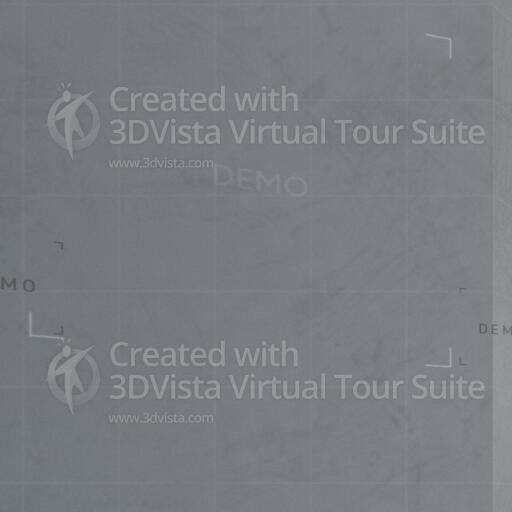 Created with
3DVista Virtual Tour Suite
www.3dvista.com
DEMO
MO
DEM
Created with
3DVista Virtual Tour Suite
www.3dvista.com